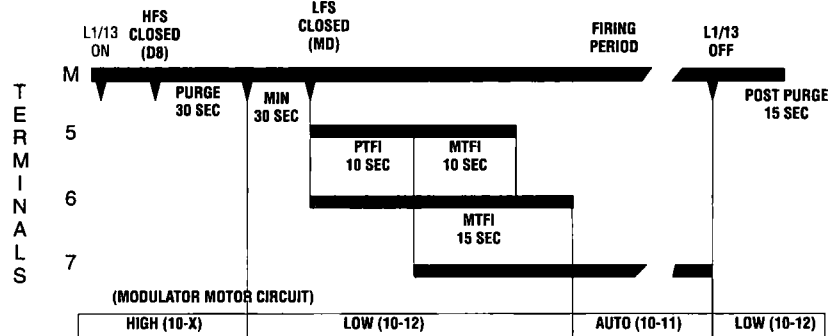 L1/13
ON
HFS
CLOSED
(D8)
LFS
CLOSED
(MD)
FIRING
PERIOD
L1/13
OFF
TERMINALS
M
PURGE
30 SEC
MIN
30 SEC
POST PURGE
15 SEC
5
PTFI
10 SEC
MTFI
10 SEC
6
MTFI
15 SEC
7
(MODULATOR MOTOR CIRCUIT)
HIGH (10-X)
LOW (10-12)
AUTO (10-11)
LOW (10-12)